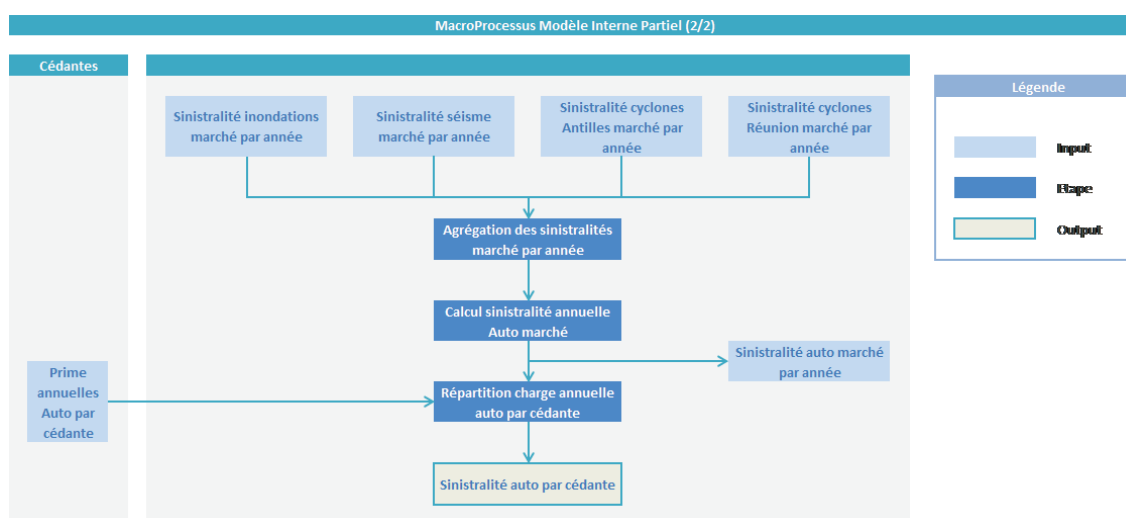 MacroProcessus Modèle Interne Partiel (2/2)
Cédantes
Légende
Sinistralité inondations
marché par année
Sinistralité séisme
marché par année
Sinistralité cyclones
Antilles marché par
année
Sinistralité cyclones
Réunion marché par
année
Input
Etape
Output
Agrégation des sinistralités
marché par année
Calcul sinistralité annuelle
Auto marché
Sinistralité auto marché
par année
Prime
annuelles
Auto par
cédante
Répartition charge annuelle
auto par cédante
Sinistralité auto par cédante